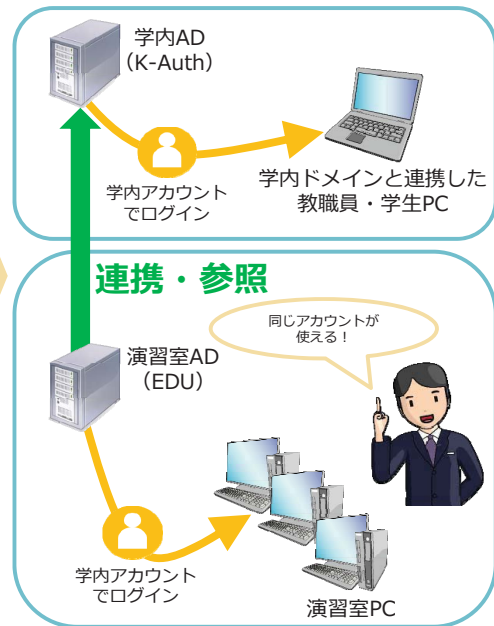 学内AD
（K-Auth）
学内アカウント
でログイン
学内ドメインと連携した
教職員・学生PC
連携・参照
同じアカウントが
使える！
演習室AD
（EDU）
学内アカウント
でログイン
演習室PC